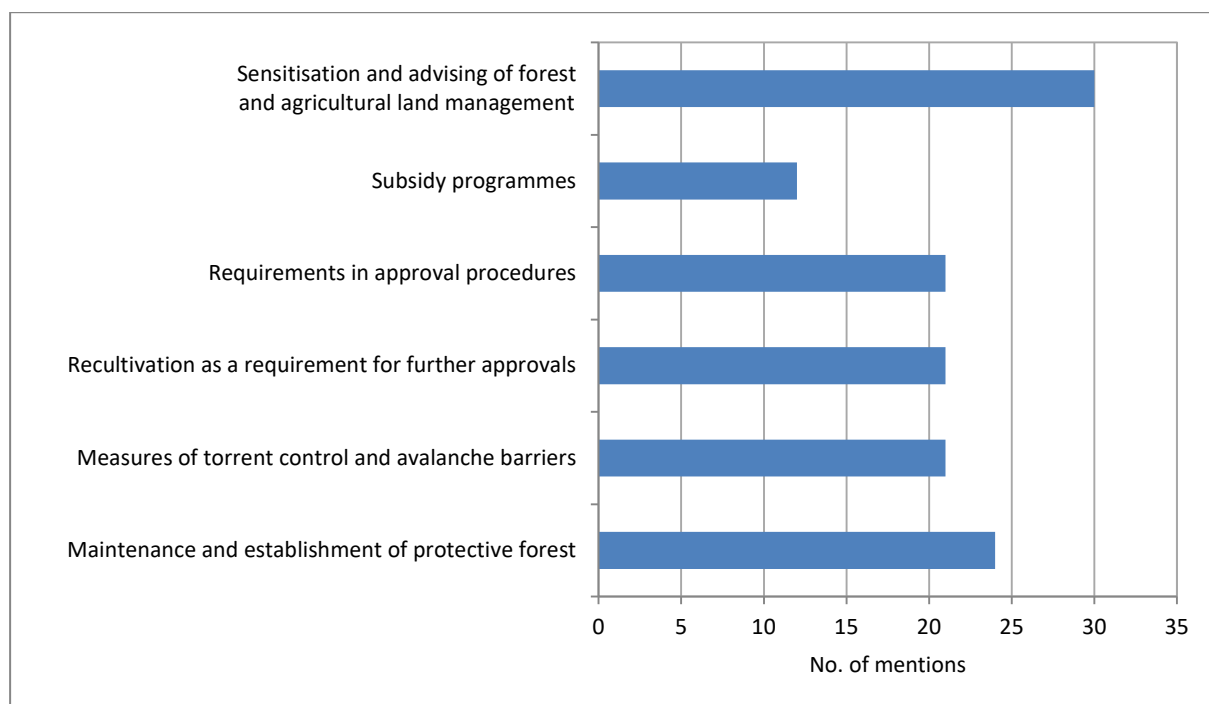 Sensitisation and advising of forest
and agricultural land management
Subsidy programmes
Requirements in approval procedures
Recultivation as a requirement for further approvals
Measures of torrent control and avalanche barriers
Maintenance and establishment of protective forest
0 5 10 15 20 25 30 35
No. of mentions